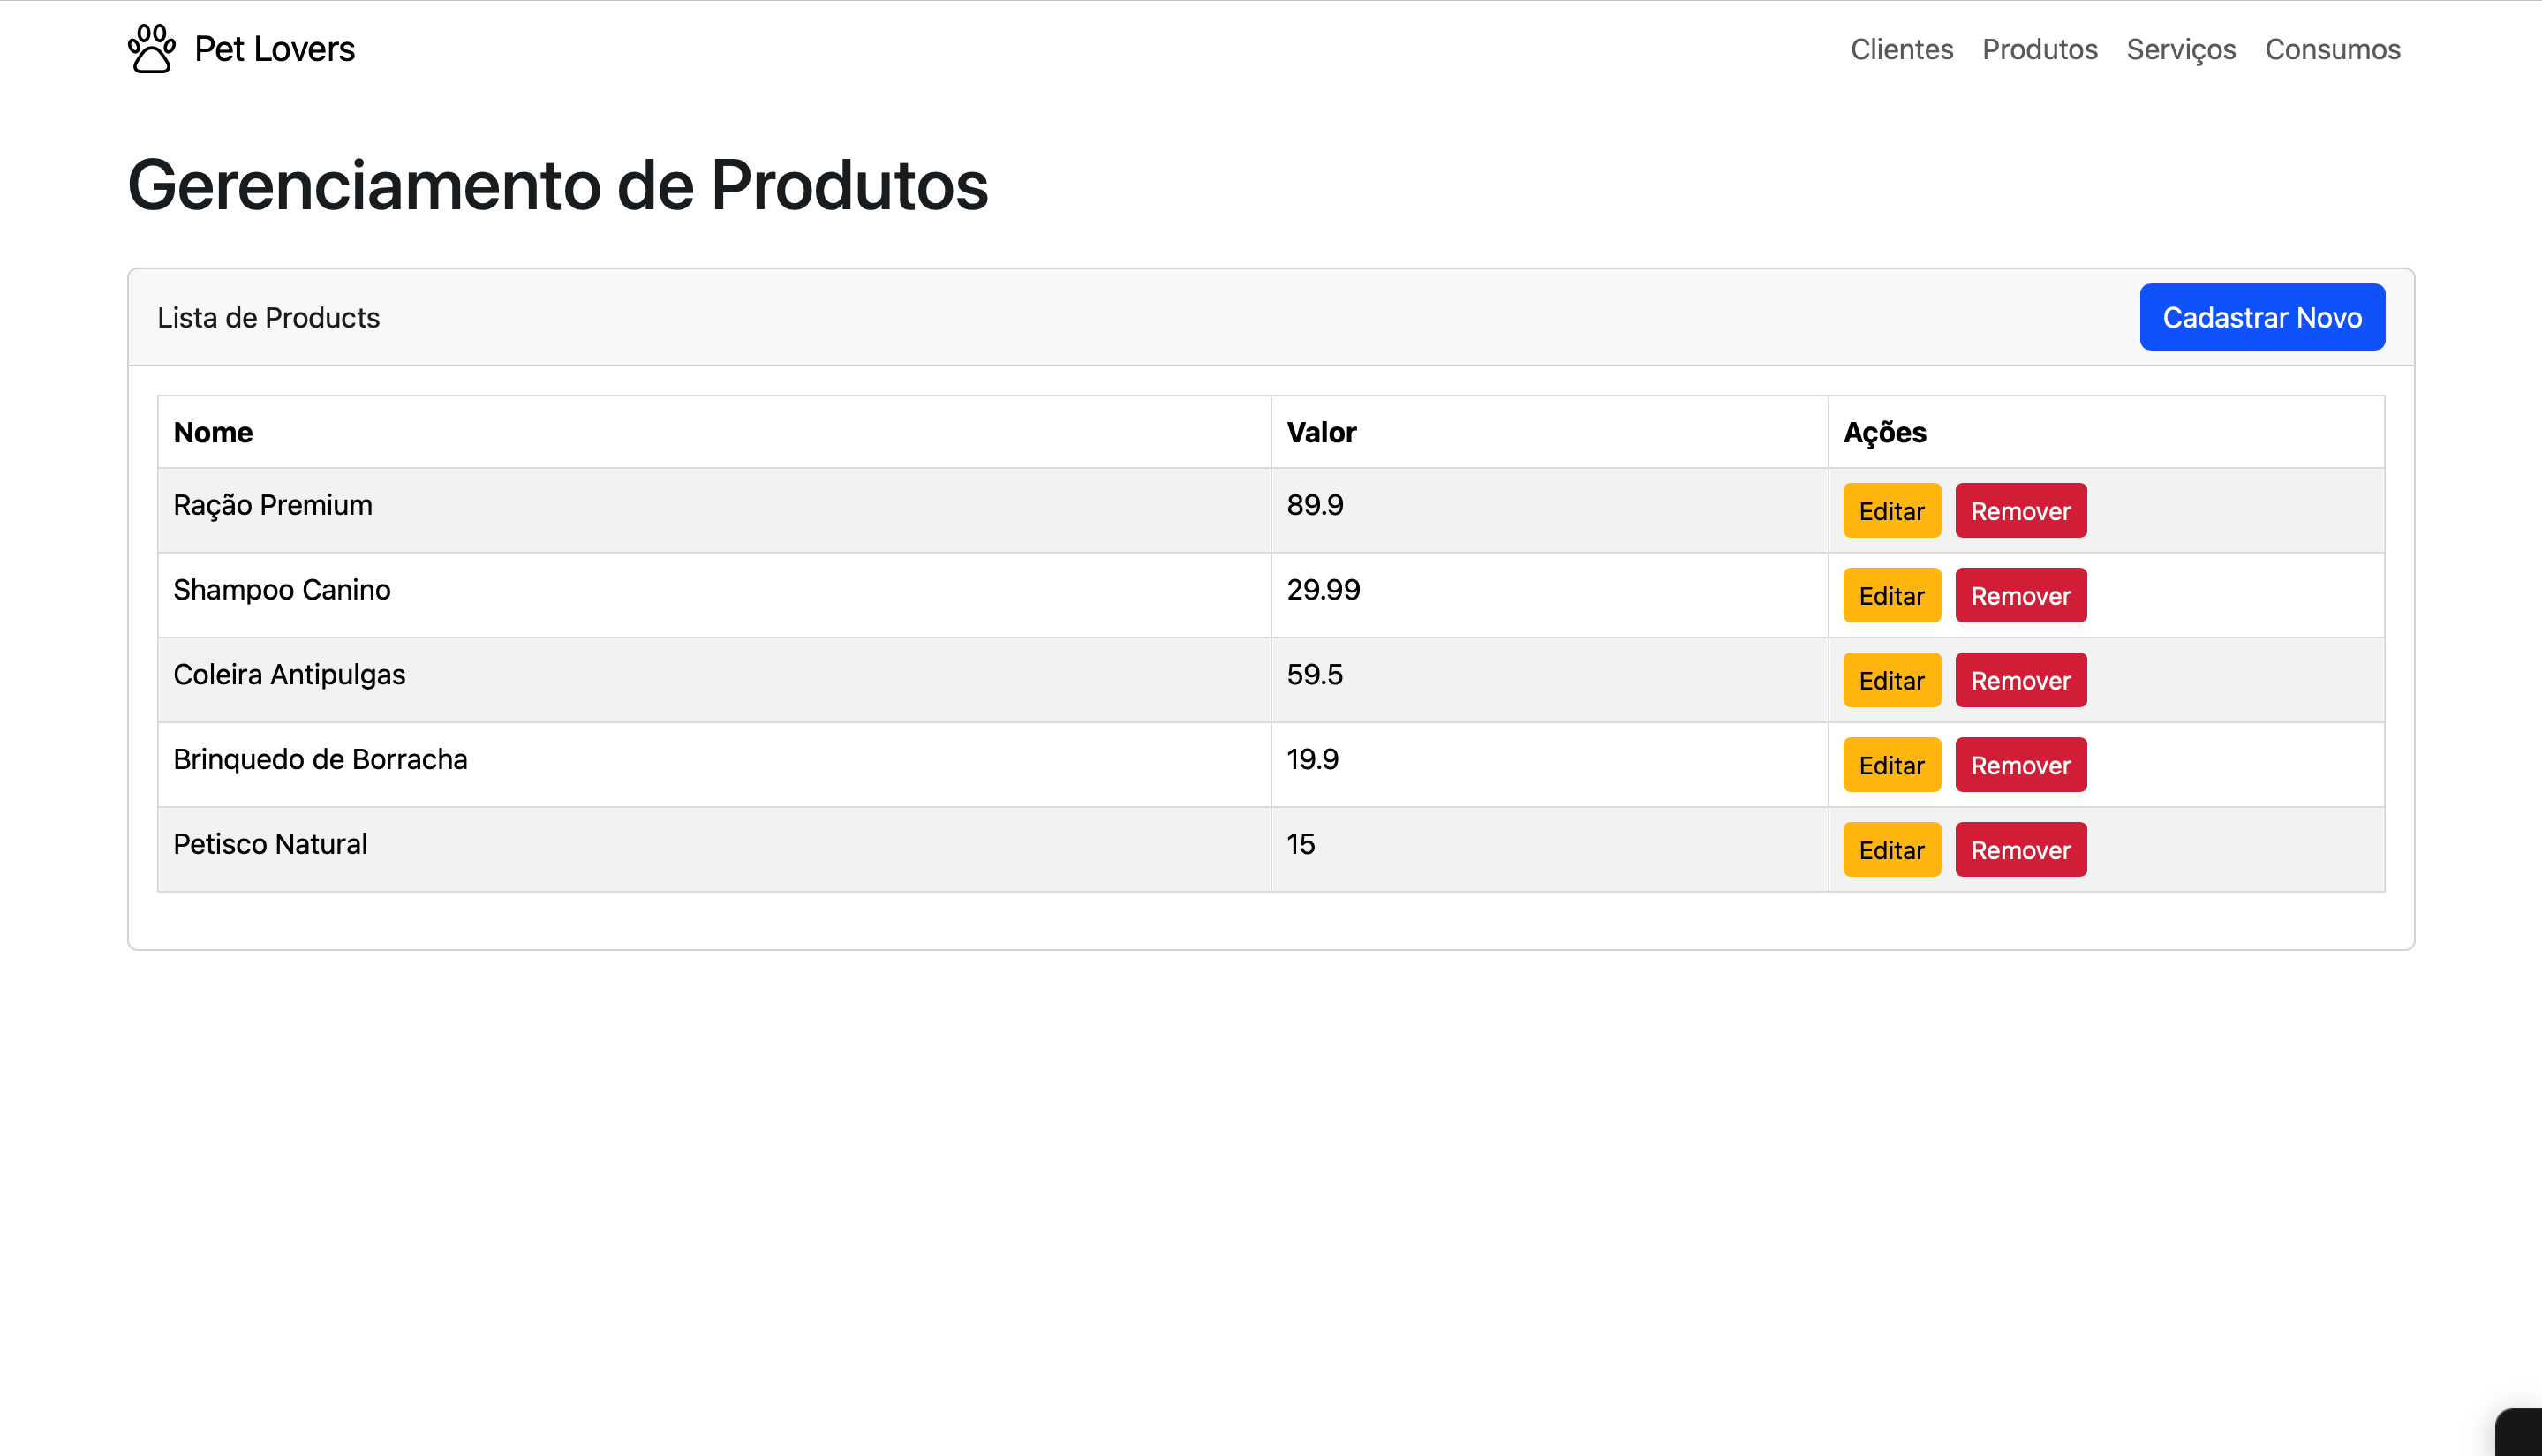 Pet Lovers Clientes Produtos Serviços Consumos
Gerenciamento de Produtos
Lista de Products Cadastrar Novo
Nome Valor Ações
Ração Premium 89.9 Editar Remover
Shampoo Canino 29.99 Editar Remover
Coleira Antipulgas 59.5 Editar Remover
Brinquedo de Borracha 19.9 Editar Remover
Petisco Natural 15 Editar Remover